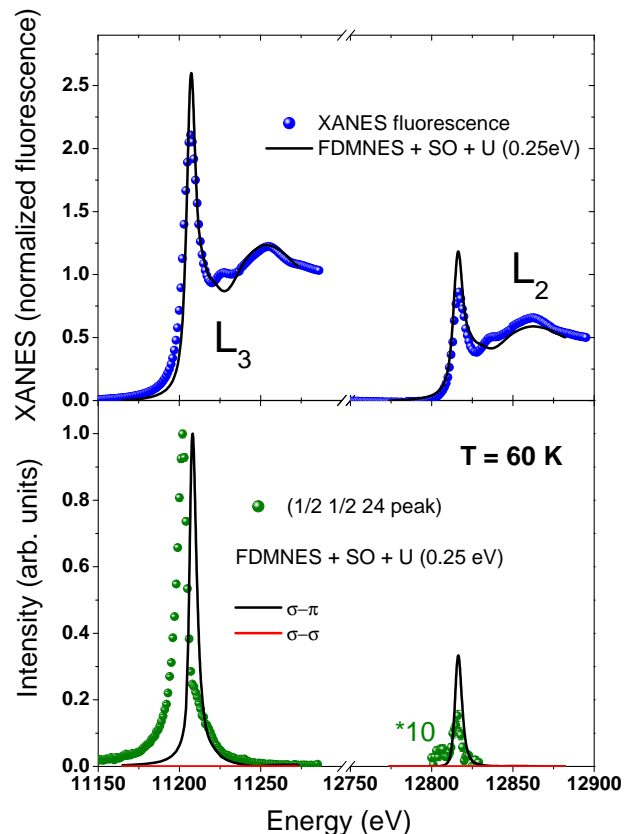 XANES (normalized fluorescence)
2.5
2.0
1.5
1.0
0.5
0.0
XANES fluorescence
FDMNES + SO + U (0.25eV)
L3
L2
Intensity (arb. units)
1.0
0.8
0.6
0.4
0.2
0.0
T = 60 K
(1/2 1/2 24 peak)
FDMNES + SO + U (0.25 eV)
σ−π
σ−σ
*10
11150 11200 11250 12750 12800 12850 12900
Energy (eV)